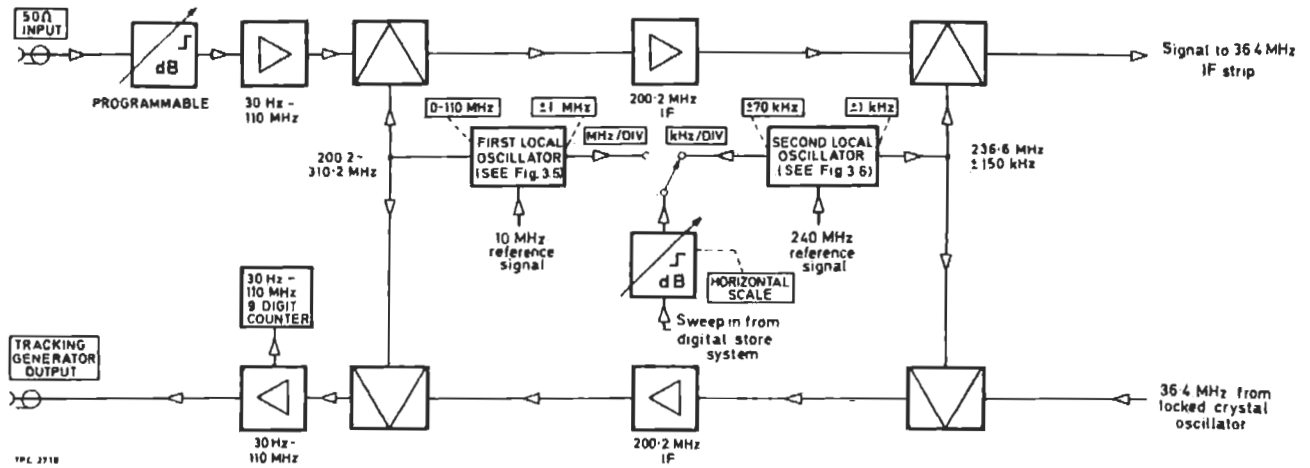 50Ω
INPUT
dB
PROGRAMMABLE
30 Hz-
110 MHz
200·2 MHz
IF
Signal to 36·4 MHz
IF strip
0-110 MHz
±1 MHz
MHz/DIV
kHz/DIV
±70 kHz
±1 kHz
200·2-
310·2 MHz
FIRST LOCAL
OSCILLATOR
(SEE Fig. 3.5)
SECOND LOCAL
OSCILLATOR
(SEE Fig 3 6)
236·6 MHz
±150 kHz
10 MHz
reference
signal
240 MHz
reference
signal
dB
HORIZONTAL
SCALE
Sweep in from
digital store
system
30 Hz-
110 MHz
9 DIGIT
COUNTER
TRACKING
GENERATOR
OUTPUT
30 Hz-
110 MHz
200·2 MHz
IF
36·4 MHz from
locked crystal
oscillator
TPL 3718